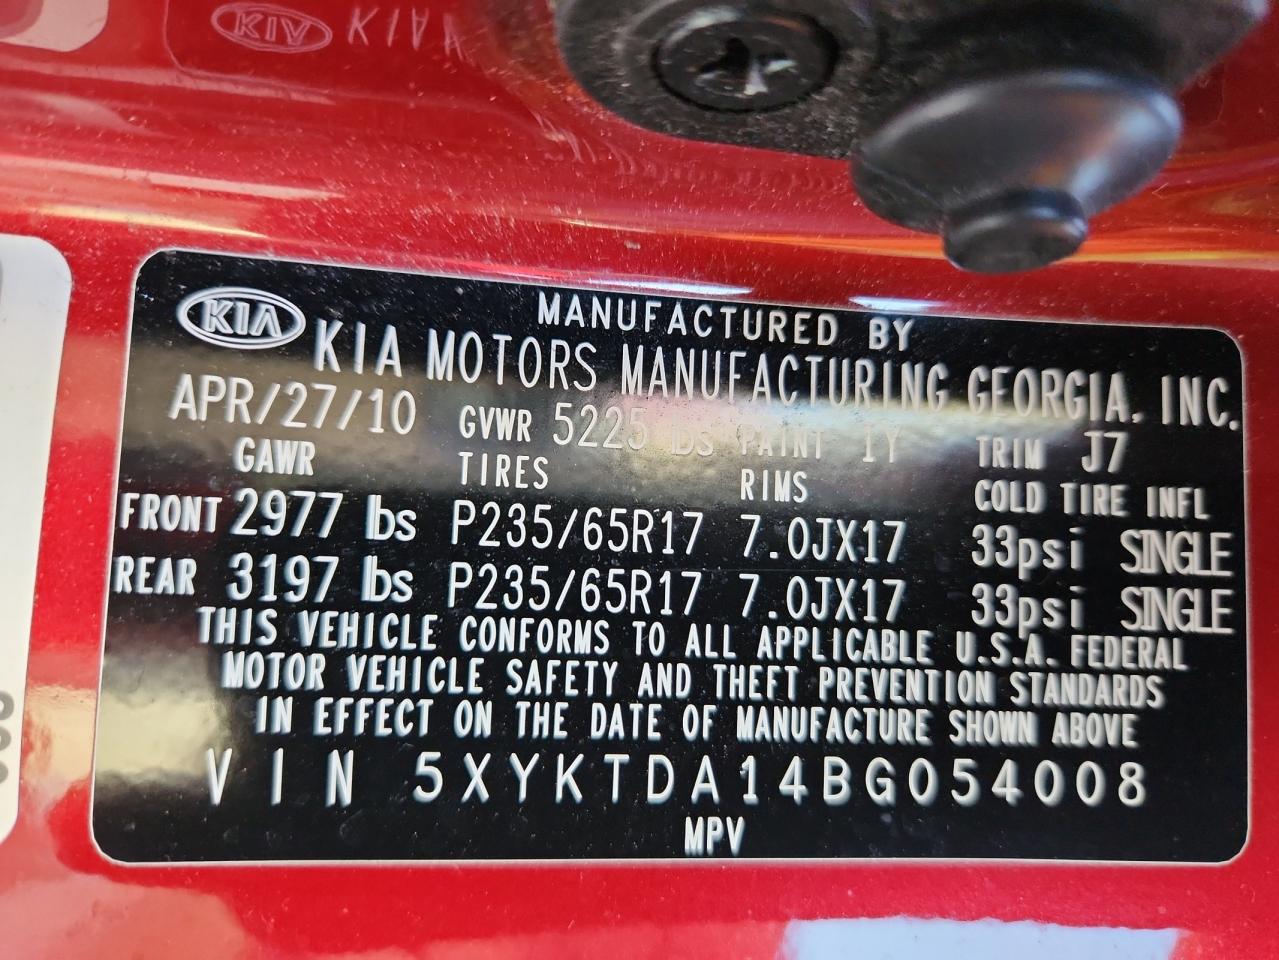 KIA
MANUFACTURED BY
KIA MOTORS MANUFACTURING GEORGIA, INC.
APR/27/10 GVWR 5225 lbs PAINT 1Y TRIM J7
GAWR TIRES RIMS COLD TIRE INFL
FRONT 2977 lbs P235/65R17 7.0JX17 33psi SINGLE
REAR 3197 lbs P235/65R17 7.0JX17 33psi SINGLE
THIS VEHICLE CONFORMS TO ALL APPLICABLE U.S.A. FEDERAL
MOTOR VEHICLE SAFETY AND THEFT PREVENTION STANDARDS
IN EFFECT ON THE DATE OF MANUFACTURE SHOWN ABOVE
VIN 5XYKTDA14BG054008
MPV